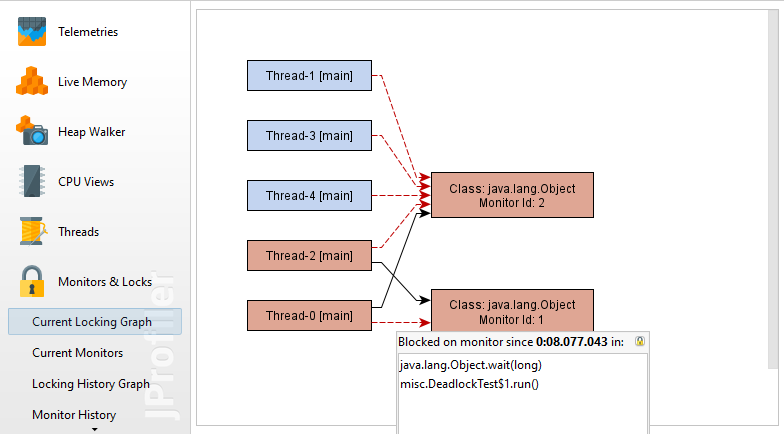 Telemetries
Live Memory
Heap Walker
CPU Views
Threads
Monitors & Locks
Current Locking Graph
Current Monitors
Locking History Graph
Monitor History
JProfiler
Thread-1 [main]
Thread-3 [main]
Thread-4 [main]
Thread-2 [main]
Thread-0 [main]
Class: java.lang.Object
Monitor Id: 2
Class: java.lang.Object
Monitor Id: 1
Blocked on monitor since 0:08.077.043 in:
java.lang.Object.wait(long)
misc.DeadlockTest$1.run()